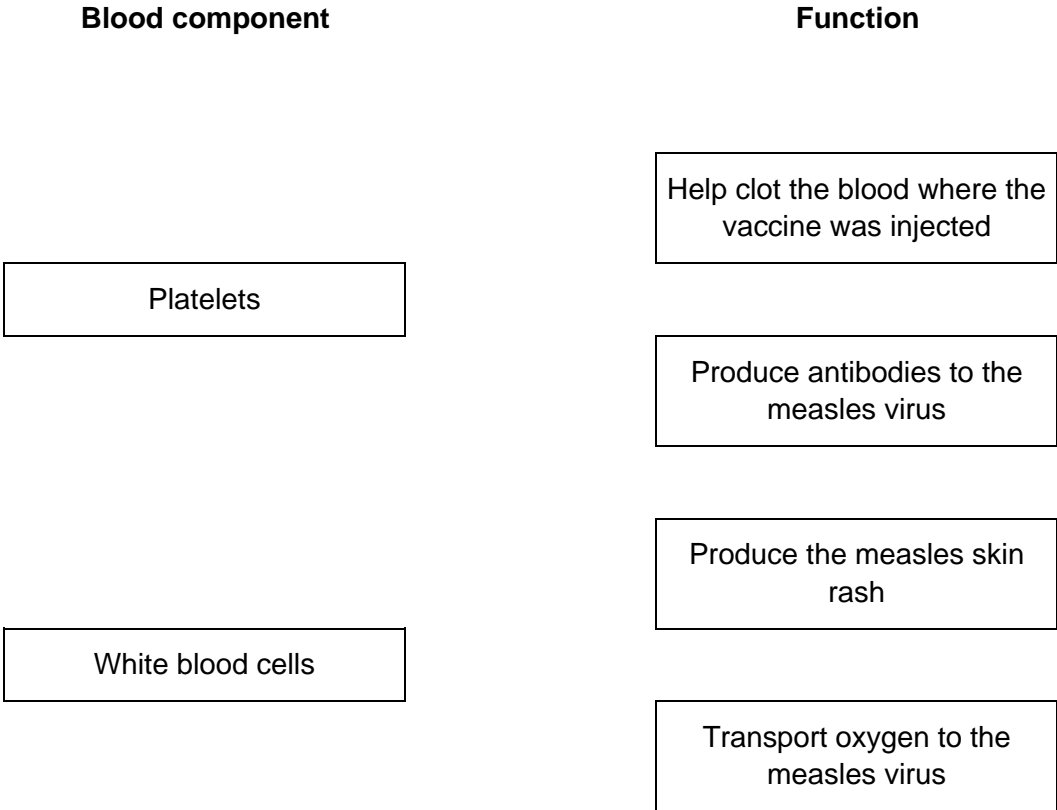 Blood component
Function
Help clot the blood where the
vaccine was injected
Platelets
Produce antibodies to the
measles virus
Produce the measles skin
rash
White blood cells
Transport oxygen to the
measles virus